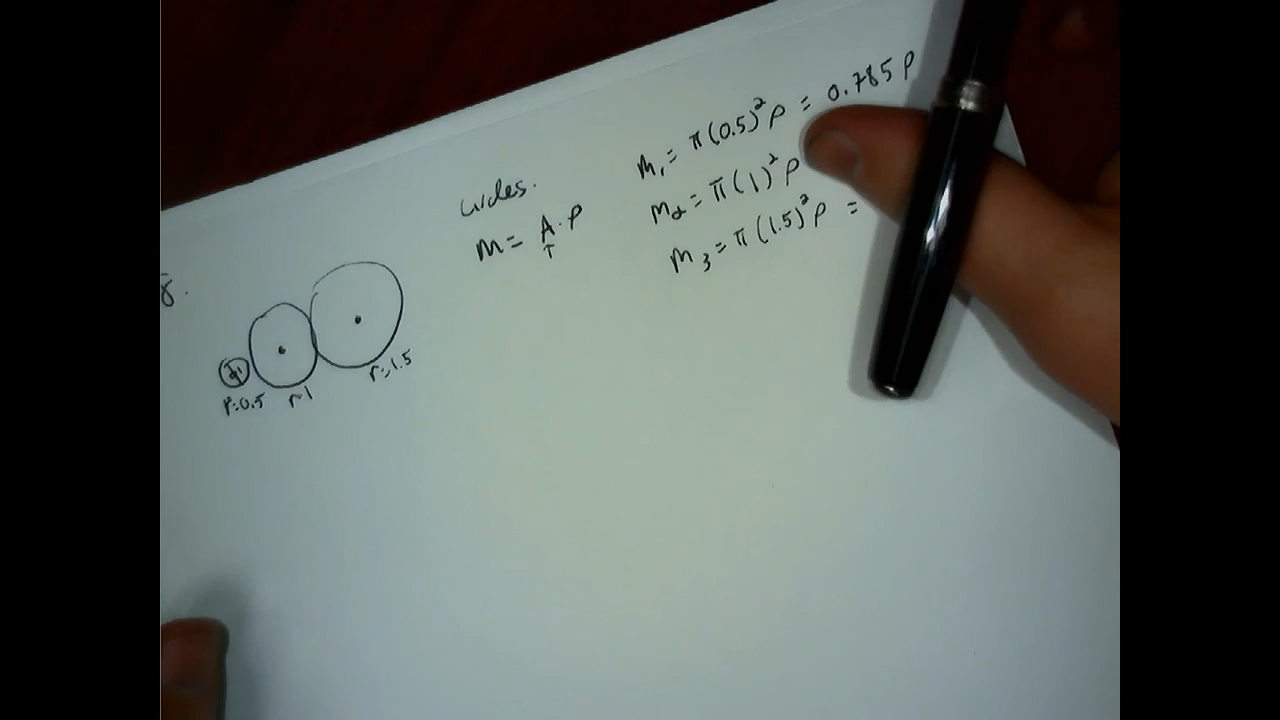 circles.
m = A · ρ
m₁ = π(0.5)² ρ = 0.785 ρ
m₂ = π(1)² ρ
m₃ = π(1.5)² ρ =
r=0.5
r=1
r=1.5